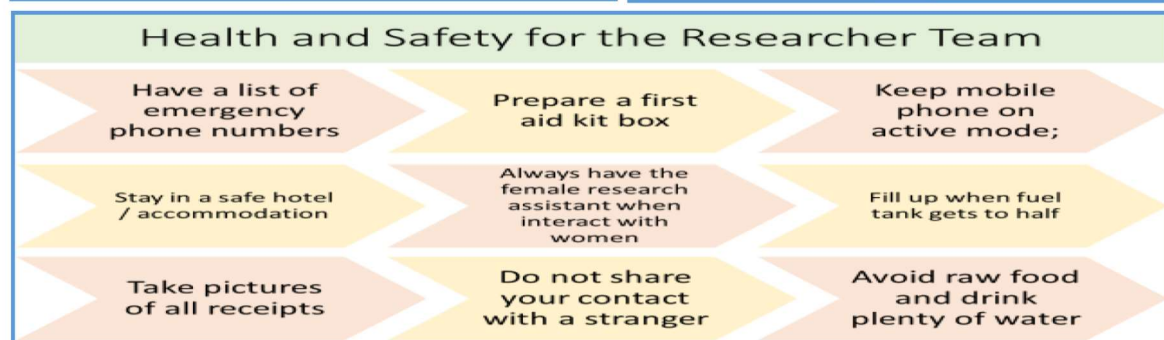 Health and Safety for the Researcher Team
Have a list of
emergency
phone numbers
Prepare a first
aid kit box
Keep mobile
phone on
active mode;
Stay in a safe hotel
/ accommodation
Always have the
female research
assistant when
interact with
women
Fill up when fuel
tank gets to half
Take pictures
of all receipts
Do not share
your contact
with a stranger
Avoid raw food
and drink
plenty of water